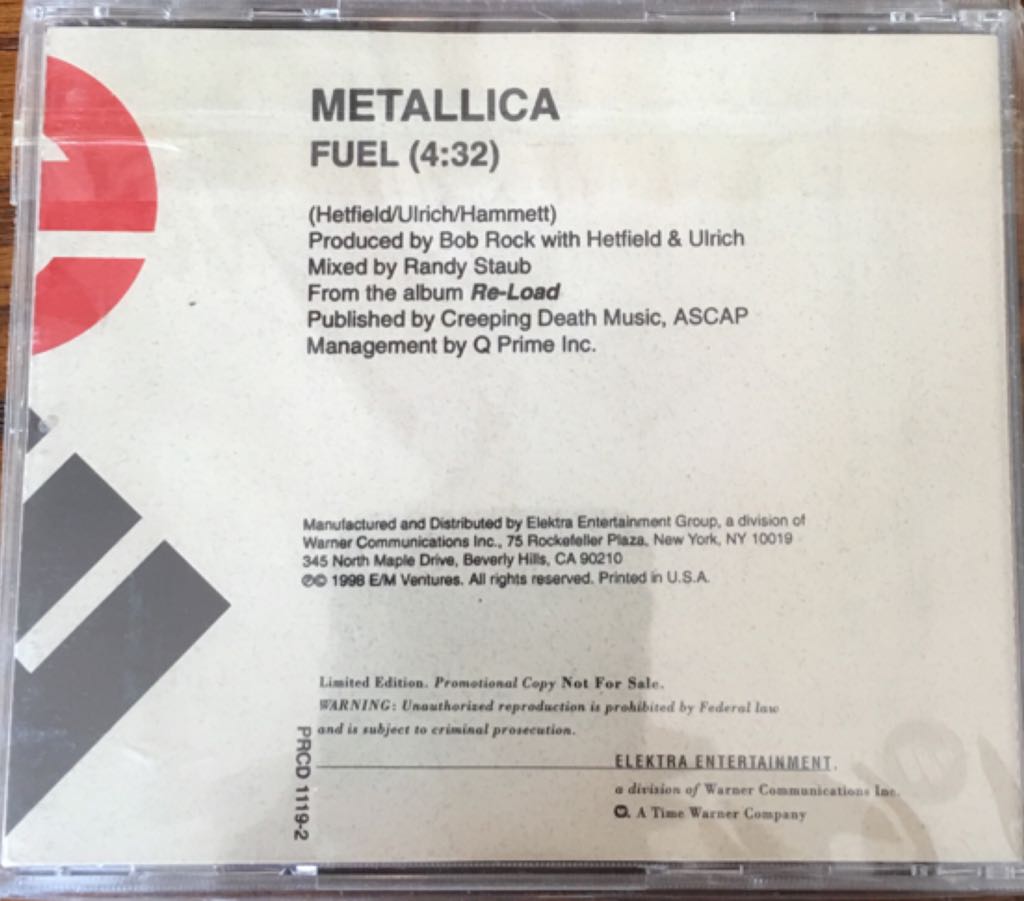 METALLICA
FUEL (4:32)
(Hetfield/Ulrich/Hammett)
Produced by Bob Rock with Hetfield & Ulrich
Mixed by Randy Staub
From the album Re-Load
Published by Creeping Death Music, ASCAP
Management by Q Prime Inc.
Manufactured and Distributed by Elektra Entertainment Group, a division of
Warner Communications Inc., 75 Rockefeller Plaza, New York, NY 10019
345 North Maple Drive, Beverly Hills, CA 90210
℗© 1998 E/M Ventures. All rights reserved. Printed in U.S.A.
Limited Edition. Promotional Copy Not For Sale.
WARNING: Unauthorized reproduction is prohibited by Federal law
and is subject to criminal prosecution.
PRCD 1119-2
ELEKTRA ENTERTAINMENT,
a division of Warner Communications Inc.
A Time Warner Company